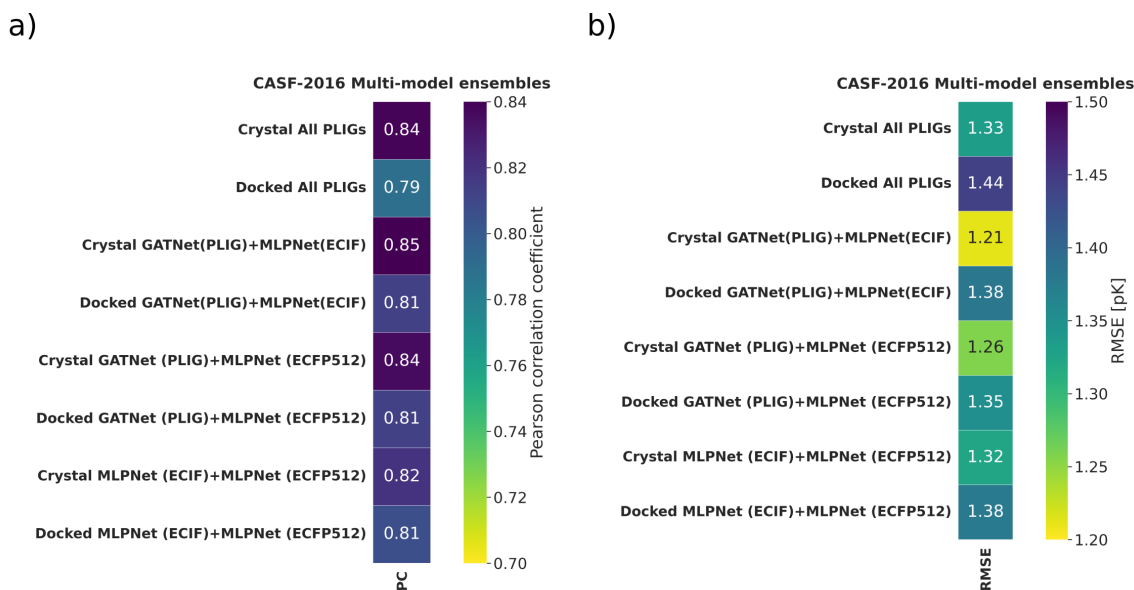 a)
CASF-2016 Multi-model ensembles
Crystal All PLIGs
0.84
Docked All PLIGs
0.79
Crystal GATNet(PLIG)+MLPNet(ECIF)
0.85
Docked GATNet(PLIG)+MLPNet(ECIF)
0.81
Crystal GATNet (PLIG)+MLPNet (ECFP512)
0.84
Docked GATNet (PLIG)+MLPNet (ECFP512)
0.81
Crystal MLPNet (ECIF)+MLPNet (ECFP512)
0.82
Docked MLPNet (ECIF)+MLPNet (ECFP512)
0.81
PC
0.84
0.82
0.80
0.78
0.76
0.74
0.72
0.70
Pearson correlation coefficient
b)
CASF-2016 Multi-model ensembles
Crystal All PLIGs
1.33
Docked All PLIGs
1.44
Crystal GATNet(PLIG)+MLPNet(ECIF)
1.21
Docked GATNet(PLIG)+MLPNet(ECIF)
1.38
Crystal GATNet (PLIG)+MLPNet (ECFP512)
1.26
Docked GATNet (PLIG)+MLPNet (ECFP512)
1.35
Crystal MLPNet (ECIF)+MLPNet (ECFP512)
1.32
Docked MLPNet (ECIF)+MLPNet (ECFP512)
1.38
RMSE
1.50
1.45
1.40
1.35
1.30
1.25
1.20
RMSE [pK]